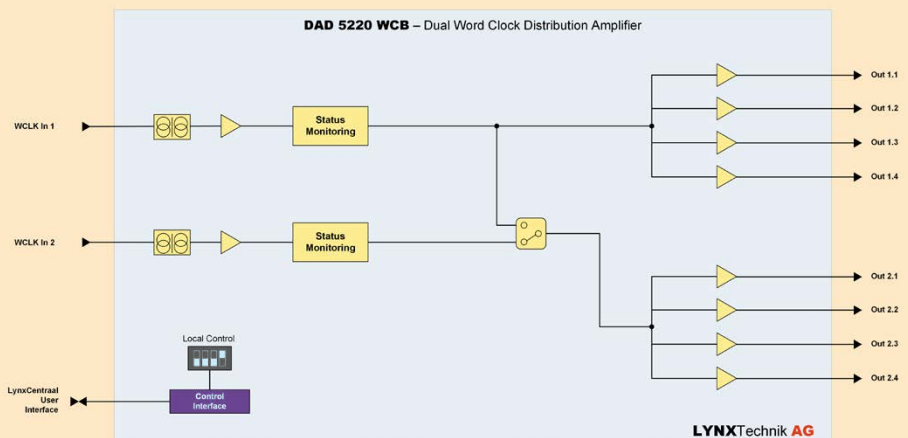 DAD 5220 WCB – Dual Word Clock Distribution Amplifier
WCLK In 1
Status
Monitoring
Out 1.1
Out 1.2
Out 1.3
Out 1.4
WCLK In 2
Status
Monitoring
Out 2.1
Out 2.2
Out 2.3
Out 2.4
Local Control
LynxCentraal
User
Interface
Control
Interface
LYNXTechnik AG